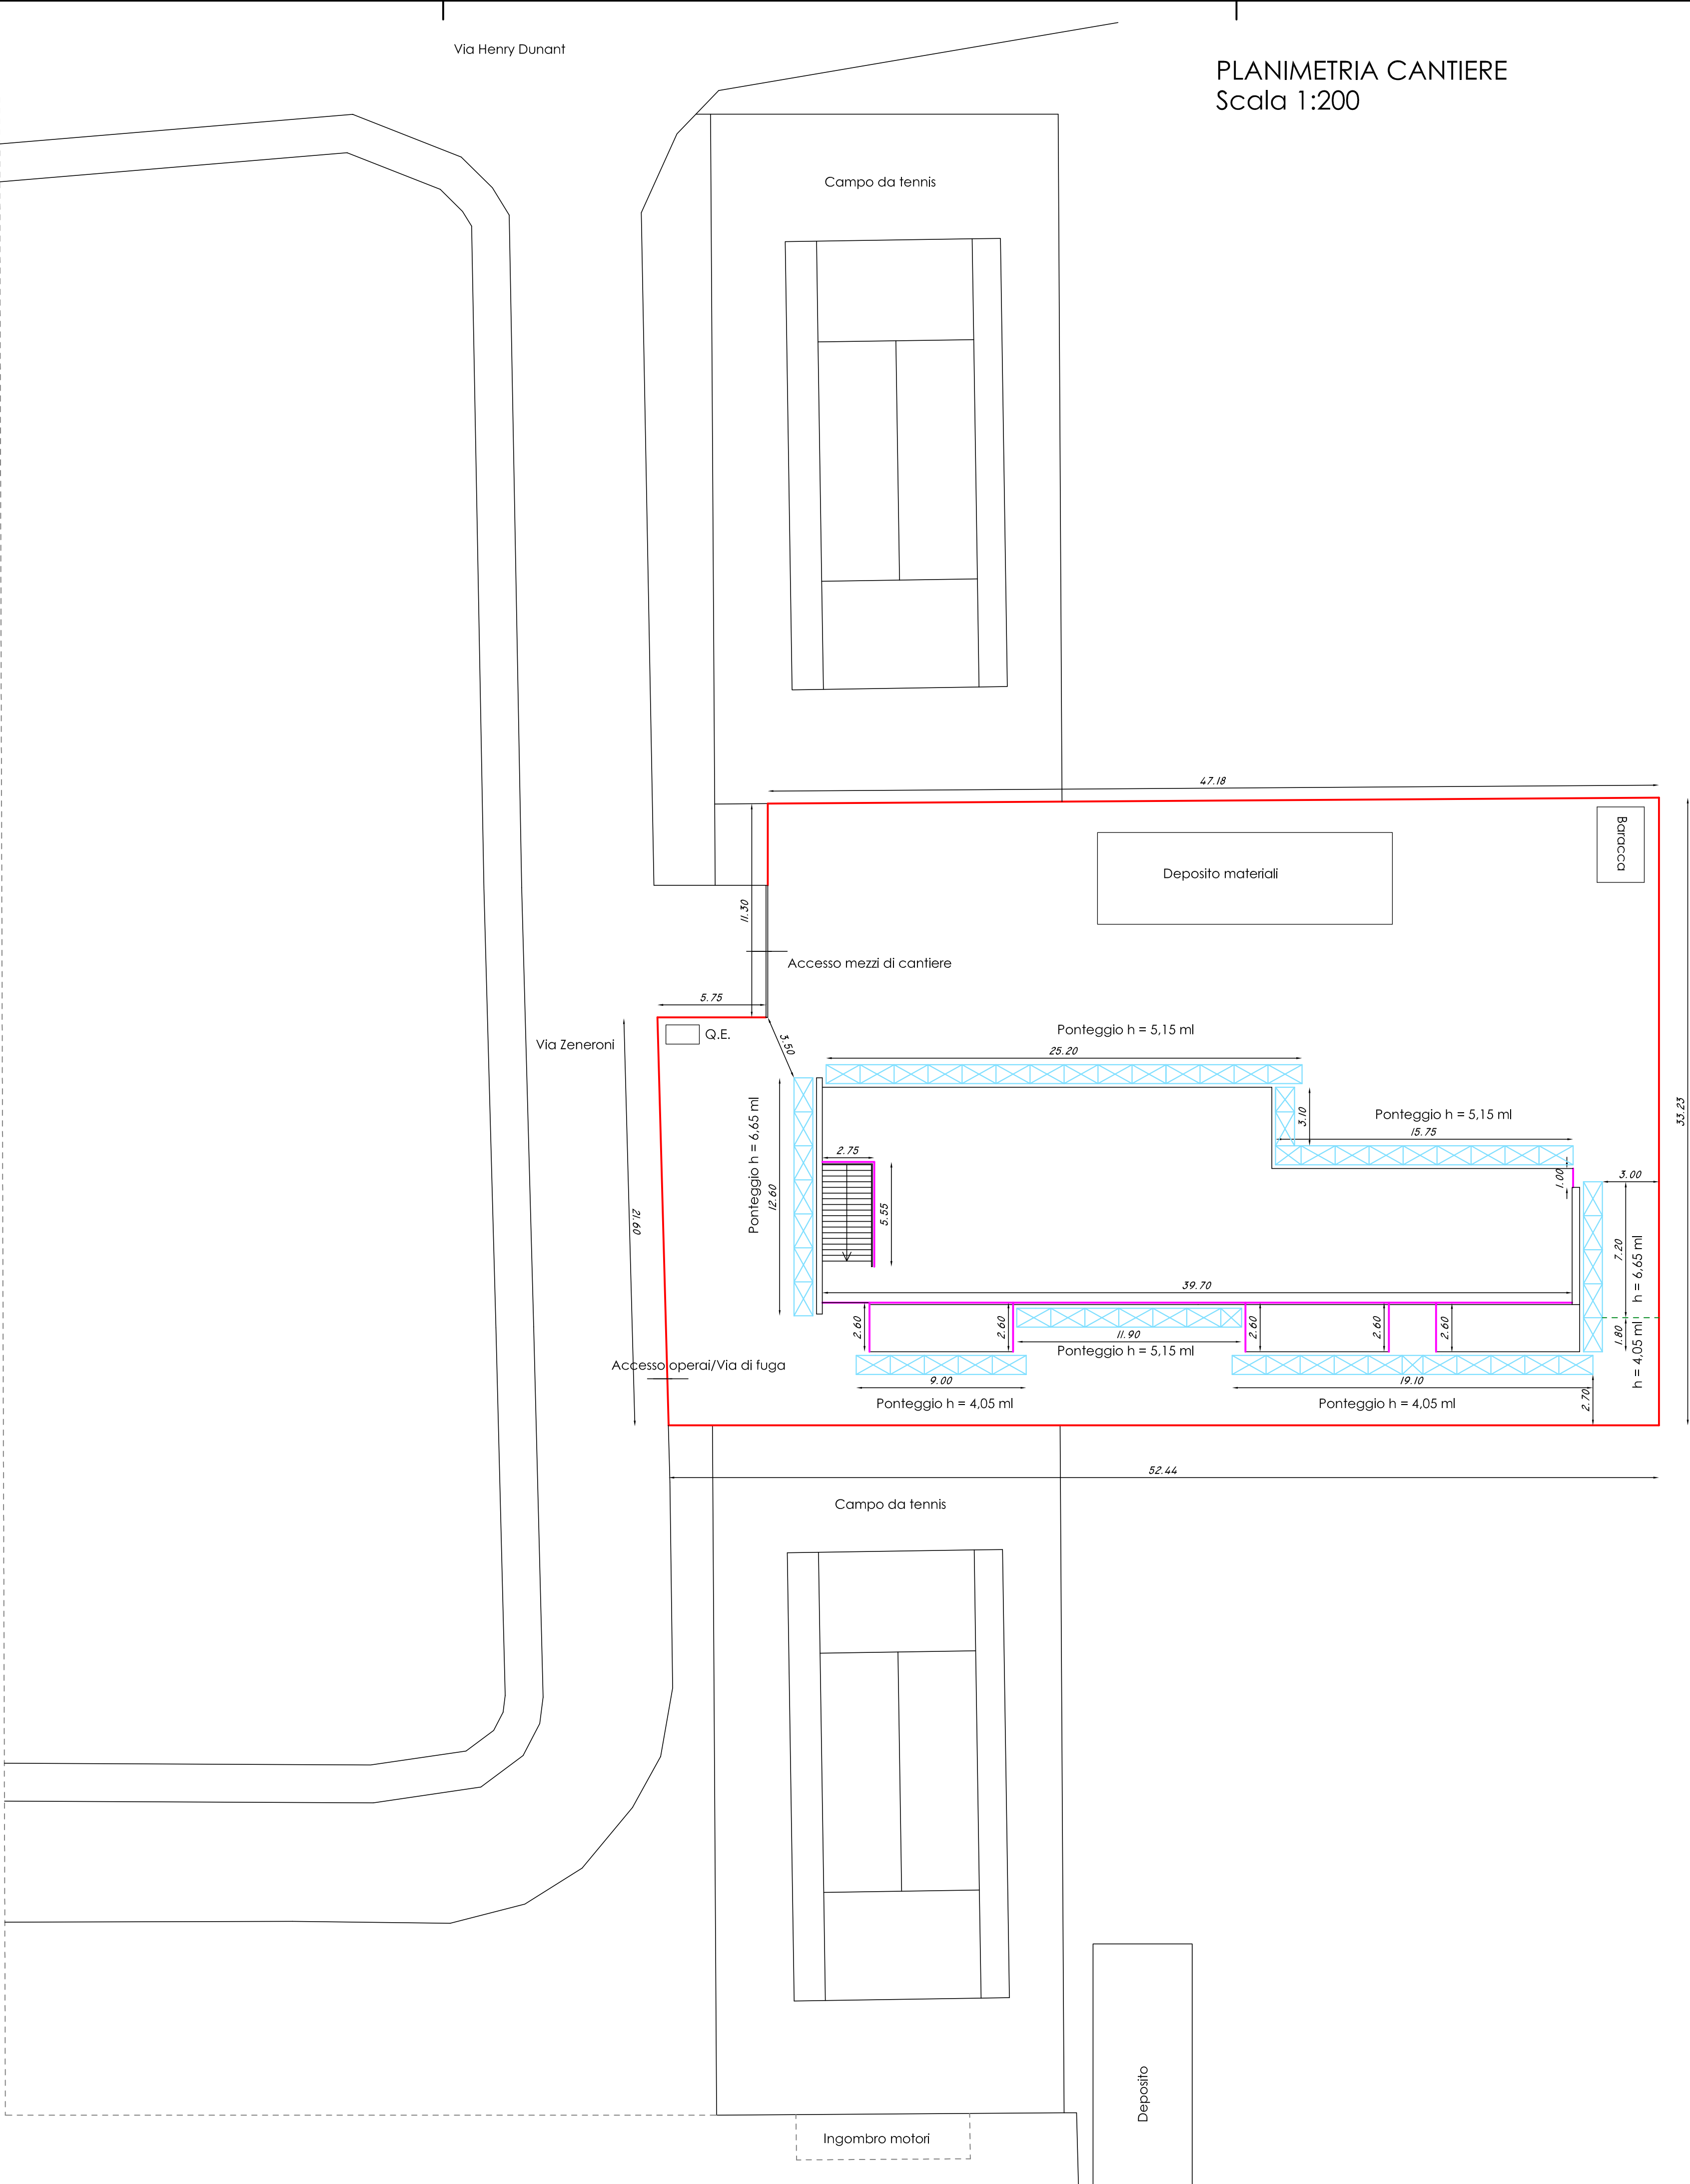 Via Henry Dunant
PLANIMETRIA CANTIERE
Scala 1:200
Campo da tennis
47.18
Baracca
Deposito materiali
11.30
Accesso mezzi di cantiere
5.75
Q.E.
3.50
Via Zeneroni
Ponteggio h = 5,15 ml
25.20
33.23
3.10
Ponteggio h = 5,15 ml
15.75
Ponteggio h = 6,65 ml
12.60
2.75
5.55
1.00
3.00
21.60
7.20
h = 6,65 ml
39.70
2.60
2.60
2.60
2.60
2.60
11.90
Ponteggio h = 5,15 ml
1.80
h = 4,05 ml
Accesso operai/Via di fuga
9.00
Ponteggio h = 4,05 ml
19.10
Ponteggio h = 4,05 ml
2.70
52.44
Campo da tennis
Deposito
Ingombro motori